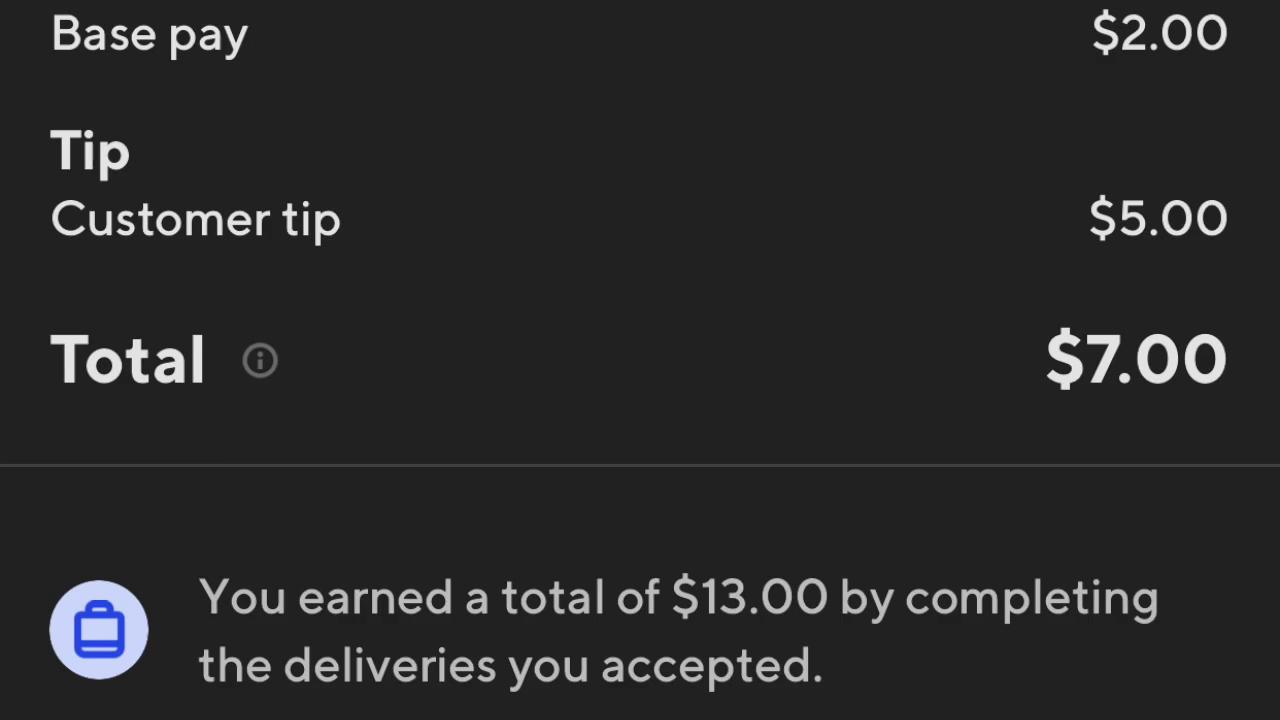 Base pay $2.00
Tip
Customer tip $5.00
Total $7.00
You earned a total of $13.00 by completing
the deliveries you accepted.